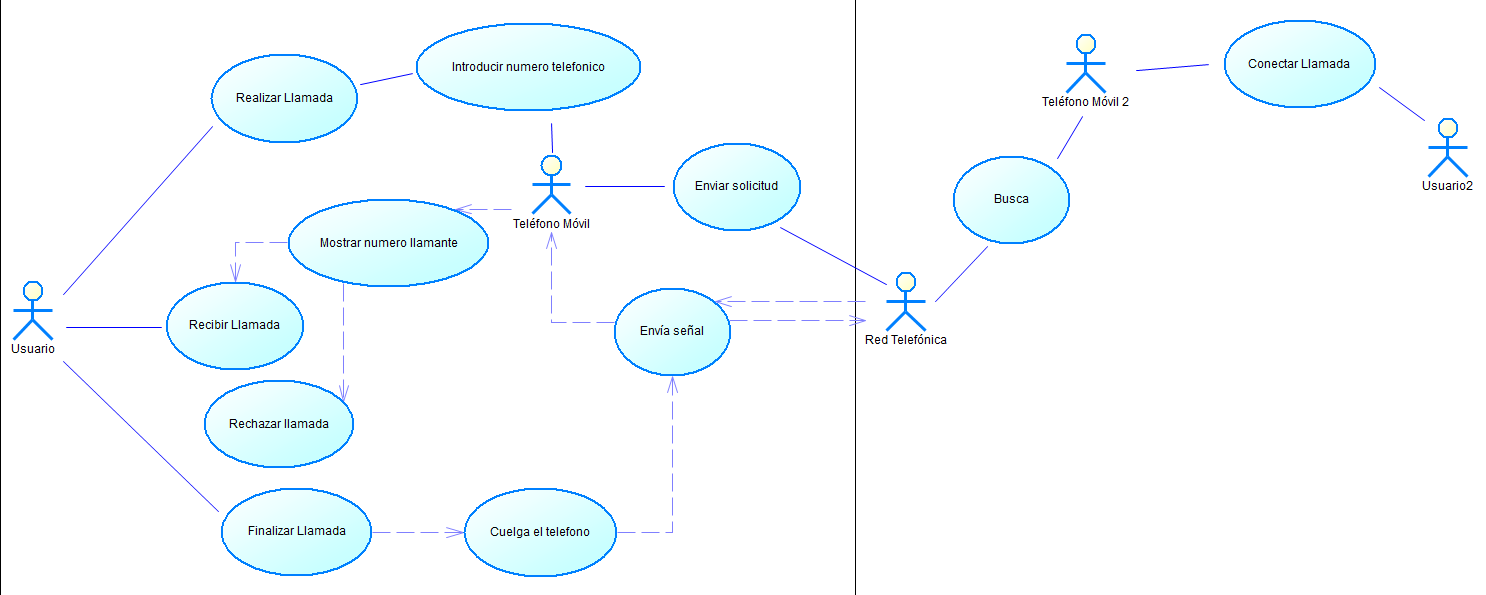 Introducir numero telefonico
Realizar Llamada
Teléfono Móvil 2
Conectar Llamada
Usuario2
Enviar solicitud
Busca
Teléfono Móvil
Mostrar numero llamante
Recibir Llamada
Envía señal
Red Telefónica
Usuario
Rechazar llamada
Finalizar Llamada
Cuelga el telefono